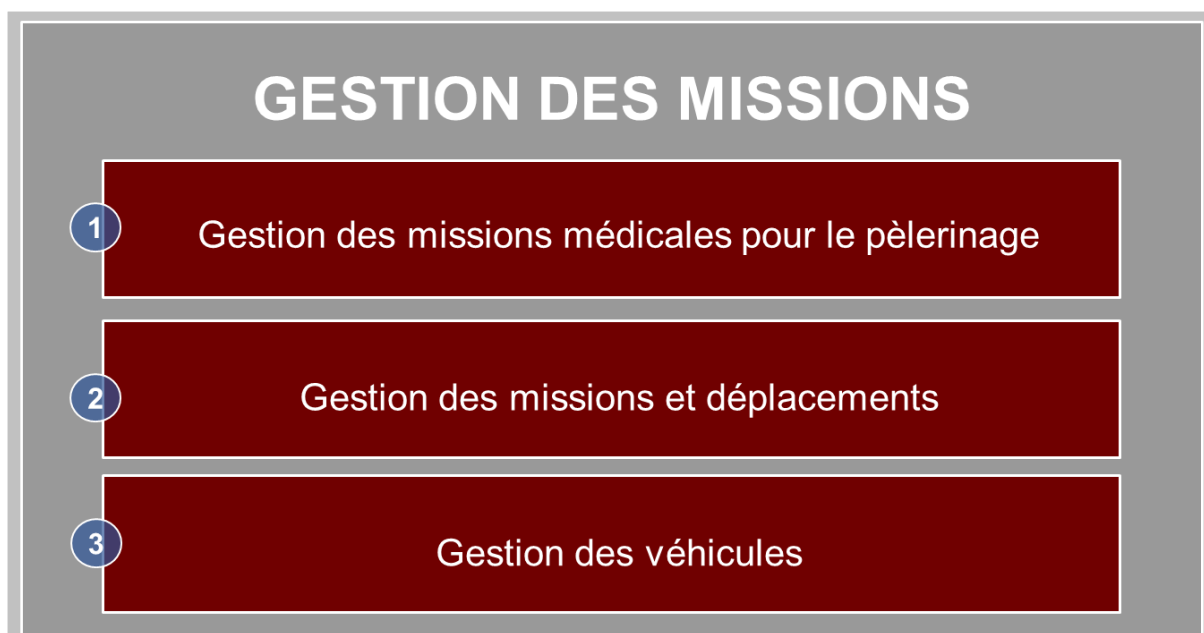 GESTION DES MISSIONS
1
Gestion des missions médicales pour le pèlerinage
2
Gestion des missions et déplacements
3
Gestion des véhicules